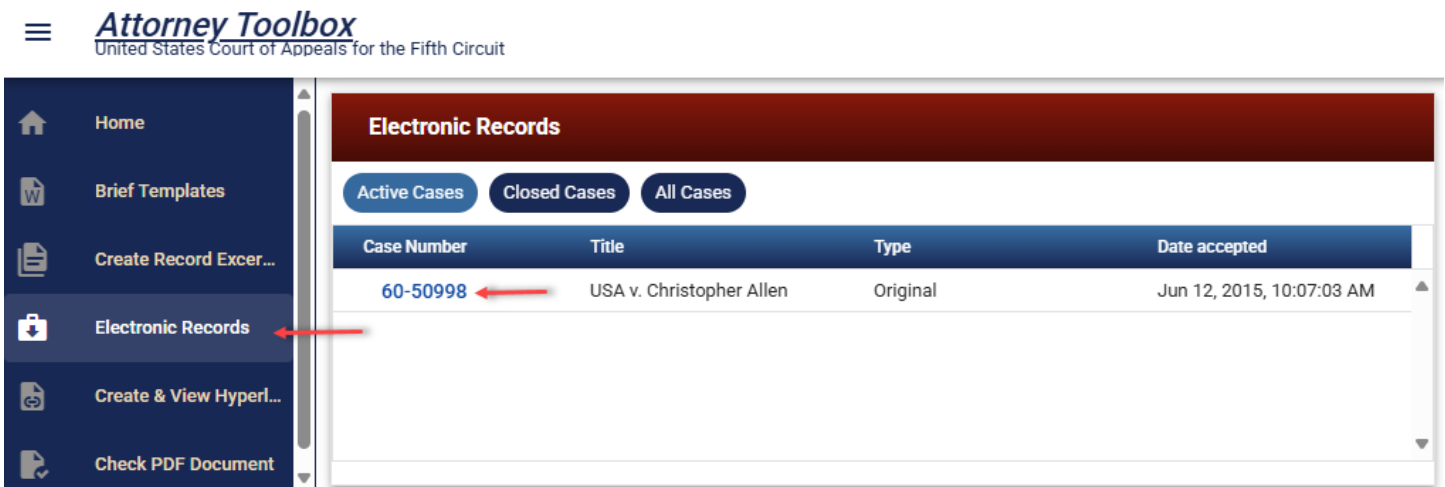 Attorney Toolbox
United States Court of Appeals for the Fifth Circuit
Home
Brief Templates
Create Record Excer...
Electronic Records
Create & View Hyperl...
Check PDF Document
Electronic Records
Active Cases Closed Cases All Cases
Case Number Title Type Date accepted
60-50998 USA v. Christopher Allen Original Jun 12, 2015, 10:07:03 AM